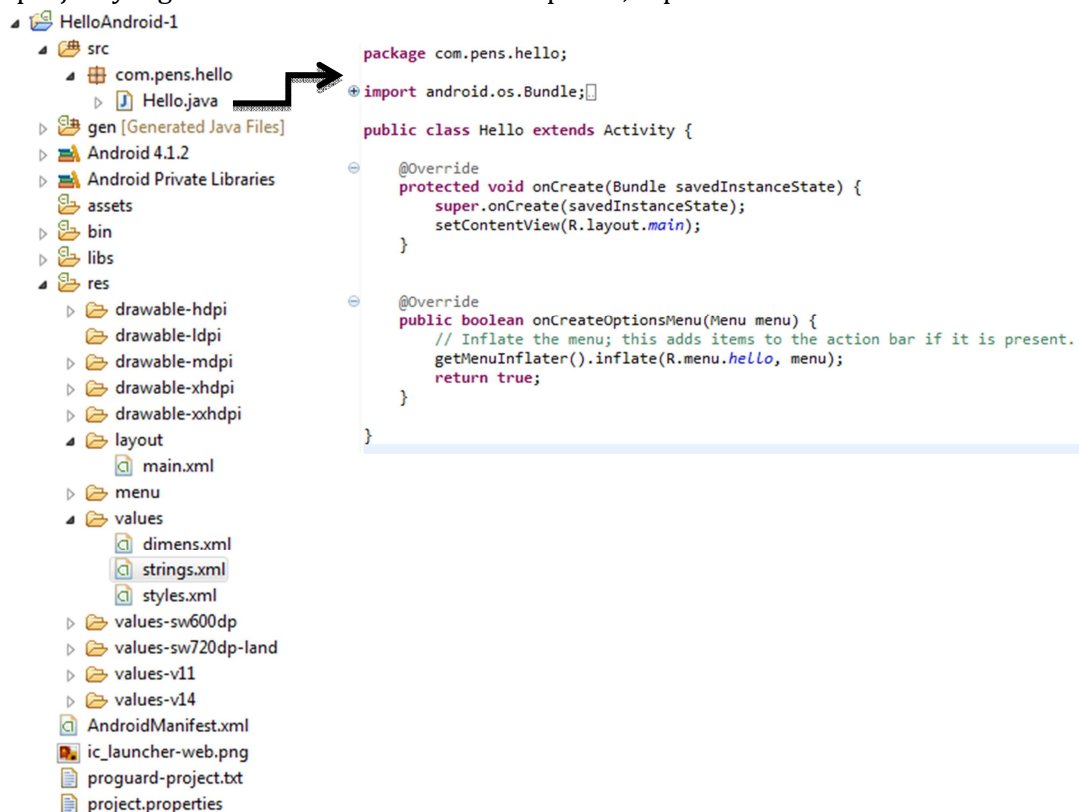 HelloAndroid-1
src
com.pens.hello
Hello.java
gen [Generated Java Files]
Android 4.1.2
Android Private Libraries
assets
bin
libs
res
drawable-hdpi
drawable-ldpi
drawable-mdpi
drawable-xhdpi
drawable-xxhdpi
layout
main.xml
menu
values
dimens.xml
strings.xml
styles.xml
values-sw600dp
values-sw720dp-land
values-v11
values-v14
AndroidManifest.xml
ic_launcher-web.png
proguard-project.txt
project.properties
package com.pens.hello;
import android.os.Bundle;
public class Hello extends Activity {
@Override
protected void onCreate(Bundle savedInstanceState) {
super.onCreate(savedInstanceState);
setContentView(R.layout.main);
}
@Override
public boolean onCreateOptionsMenu(Menu menu) {
// Inflate the menu; this adds items to the action bar if it is present.
getMenuInflater().inflate(R.menu.hello, menu);
return true;
}
}